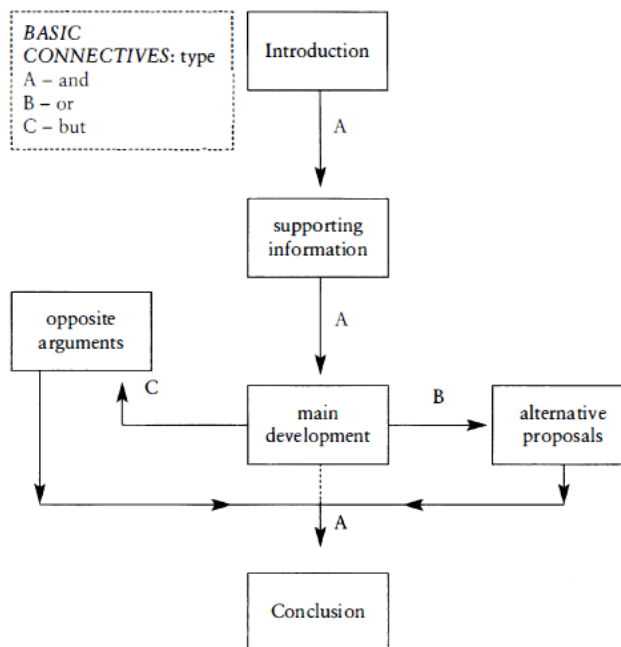 BASIC
CONNECTIVES: type
A – and
B – or
C – but
Introduction
A
supporting
information
A
opposite
arguments
C
main
development
B
alternative
proposals
A
Conclusion